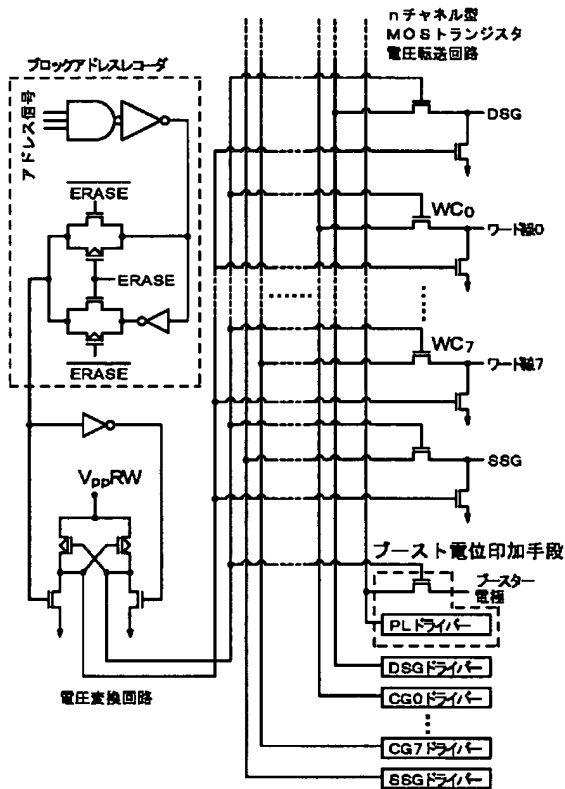 nチャネル型
MOSトランジスタ
電圧転送回路
ブロックアドレスレコーダ
アドレス信号
ERASE
ERASE
ERASE
VppRW
電圧変換回路
DSG
WC0
ワード線0
WC7
ワード線7
SSG
ブースト電位印加手段
ブースター
電極
PLドライバー
DSGドライバー
CG0ドライバー
CG7ドライバー
SSGドライバー